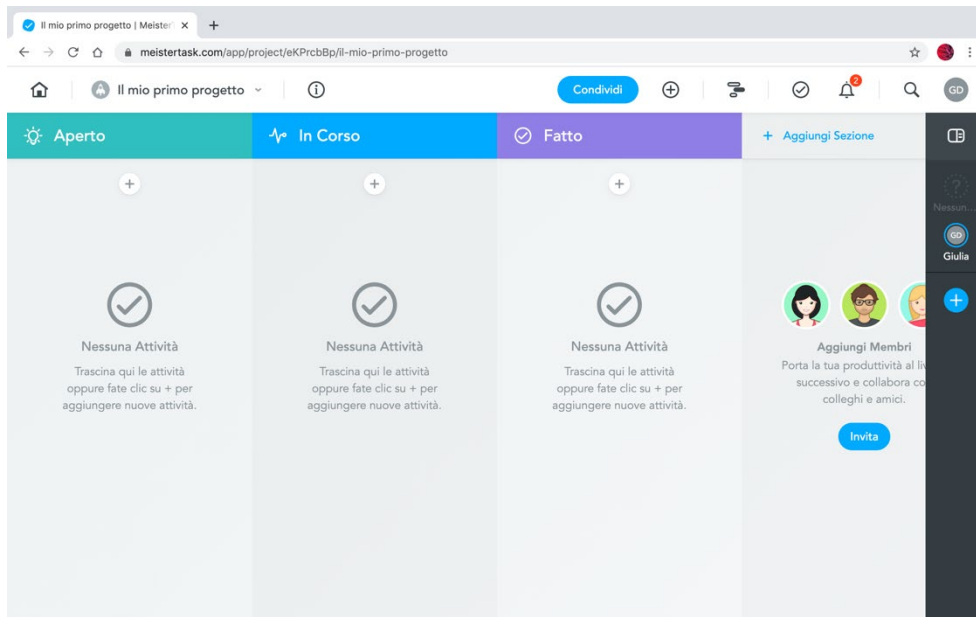 Il mio primo progetto | Meister
meistertask.com/app/project/eKPrcbBp/il-mio-primo-progetto
Il mio primo progetto
Condividi
2
GD
Aperto
In Corso
Fatto
+ Aggiungi Sezione
Nessun...
GD
Giulia
Nessuna Attività
Trascina qui le attività
oppure fate clic su + per
aggiungere nuove attività.
Nessuna Attività
Trascina qui le attività
oppure fate clic su + per
aggiungere nuove attività.
Nessuna Attività
Trascina qui le attività
oppure fate clic su + per
aggiungere nuove attività.
Aggiungi Membri
Porta la tua produttività al liv
successivo e collabora co
colleghi e amici.
Invita